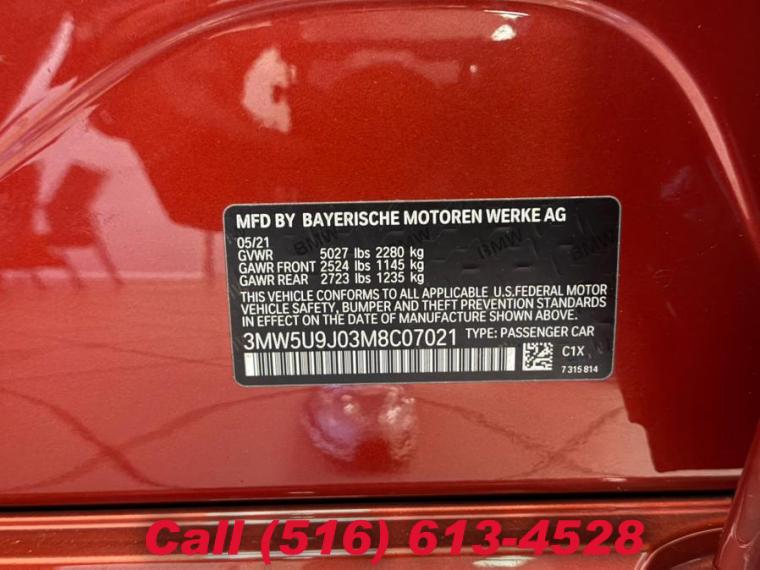 MFD BY BAYERISCHE MOTOREN WERKE AG
05/21
GVWR 5027 lbs 2280 kg
GAWR FRONT 2524 lbs 1145 kg
GAWR REAR 2723 lbs 1235 kg
THIS VEHICLE CONFORMS TO ALL APPLICABLE U.S.FEDERAL MOTOR
VEHICLE SAFETY, BUMPER AND THEFT PREVENTION STANDARDS
IN EFFECT ON THE DATE OF MANUFACTURE SHOWN ABOVE.
3MW5U9J03M8C07021 TYPE: PASSENGER CAR
C1X
7 315 814
Call (516) 613-4528